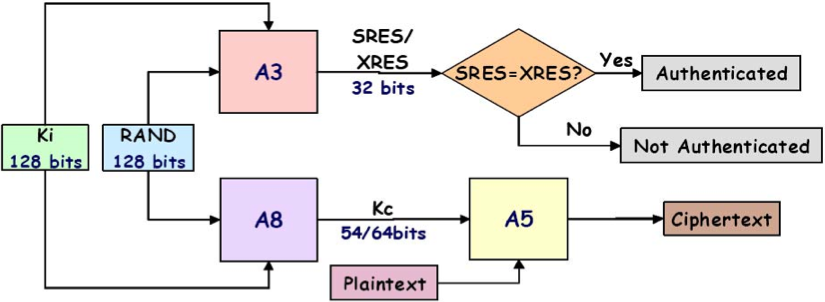 SRES/
XRES
32 bits
A3
SRES=XRES?
Yes
Authenticated
No
Not Authenticated
Ki
128 bits
RAND
128 bits
A8
Kc
54/64bits
A5
Ciphertext
Plaintext